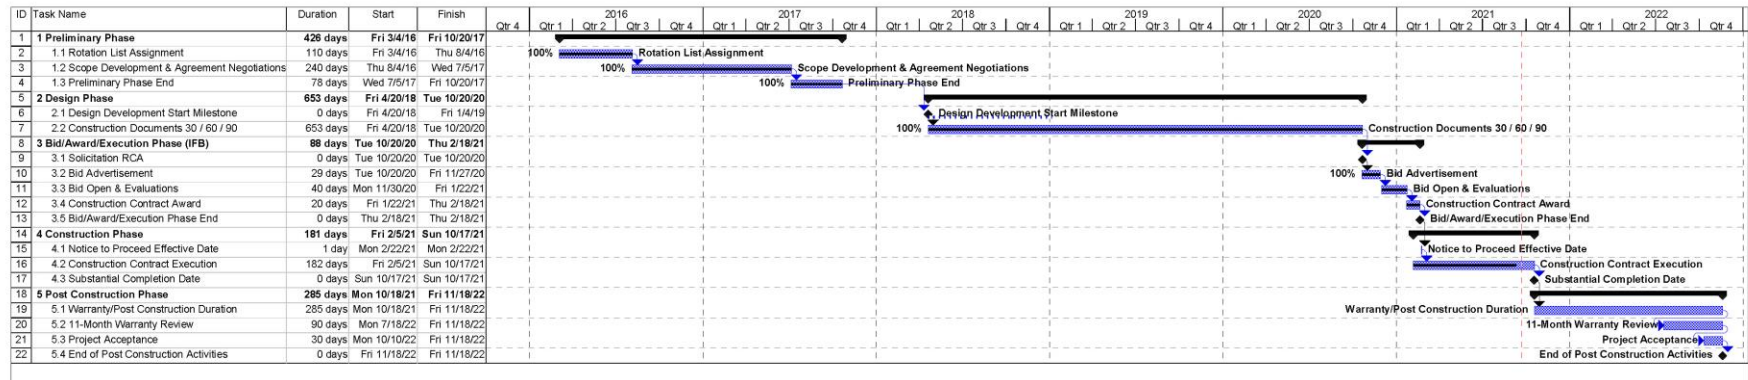 ID Task Name Duration Start Finish 2016 2017 2018 2019 2020 2021 2022
Qtr 4 Qtr 1 Qtr 2 Qtr 3 Qtr 4 Qtr 1 Qtr 2 Qtr 3 Qtr 4 Qtr 1 Qtr 2 Qtr 3 Qtr 4 Qtr 1 Qtr 2 Qtr 3 Qtr 4 Qtr 1 Qtr 2 Qtr 3 Qtr 4 Qtr 1 Qtr 2 Qtr 3 Qtr 4 Qtr 1 Qtr 2 Qtr 3 Qtr 4
1 1 Preliminary Phase 426 days Fri 3/4/16 Fri 10/20/17
2 1.1 Rotation List Assignment 110 days Fri 3/4/16 Thu 8/4/16 100% Rotation List Assignment
3 1.2 Scope Development & Agreement Negotiations 240 days Thu 8/4/16 Wed 7/5/17 100% Scope Development & Agreement Negotiations
4 1.3 Preliminary Phase End 78 days Wed 7/5/17 Fri 10/20/17 100% Preliminary Phase End
5 2 Design Phase 653 days Fri 4/20/18 Tue 10/20/20
6 2.1 Design Development Start Milestone 0 days Fri 4/20/18 Fri 1/4/19 Design Development Start Milestone
7 2.2 Construction Documents 30 / 60 / 90 653 days Fri 4/20/18 Tue 10/20/20 100% Construction Documents 30 / 60 / 90
8 3 Bid/Award/Execution Phase (IFB) 88 days Tue 10/20/20 Thu 2/18/21
9 3.1 Solicitation RCA 0 days Tue 10/20/20 Tue 10/20/20
10 3.2 Bid Advertisement 29 days Tue 10/20/20 Fri 11/27/20 100% Bid Advertisement
11 3.3 Bid Open & Evaluations 40 days Mon 11/30/20 Fri 1/22/21 Bid Open & Evaluations
12 3.4 Construction Contract Award 20 days Fri 1/22/21 Thu 2/18/21 Construction Contract Award
13 3.5 Bid/Award/Execution Phase End 0 days Thu 2/18/21 Thu 2/18/21 Bid/Award/Execution Phase End
14 4 Construction Phase 181 days Fri 2/5/21 Sun 10/17/21
15 4.1 Notice to Proceed Effective Date 1 day Mon 2/22/21 Mon 2/22/21 Notice to Proceed Effective Date
16 4.2 Construction Contract Execution 182 days Fri 2/5/21 Sun 10/17/21 Construction Contract Execution
17 4.3 Substantial Completion Date 0 days Sun 10/17/21 Sun 10/17/21 Substantial Completion Date
18 5 Post Construction Phase 285 days Mon 10/18/21 Fri 11/18/22
19 5.1 Warranty/Post Construction Duration 285 days Mon 10/18/21 Fri 11/18/22 Warranty/Post Construction Duration
20 5.2 11-Month Warranty Review 90 days Mon 7/18/22 Fri 11/18/22 11-Month Warranty Review
21 5.3 Project Acceptance 30 days Mon 10/10/22 Fri 11/18/22 Project Acceptance
22 5.4 End of Post Construction Activities 0 days Fri 11/18/22 Fri 11/18/22 End of Post Construction Activities